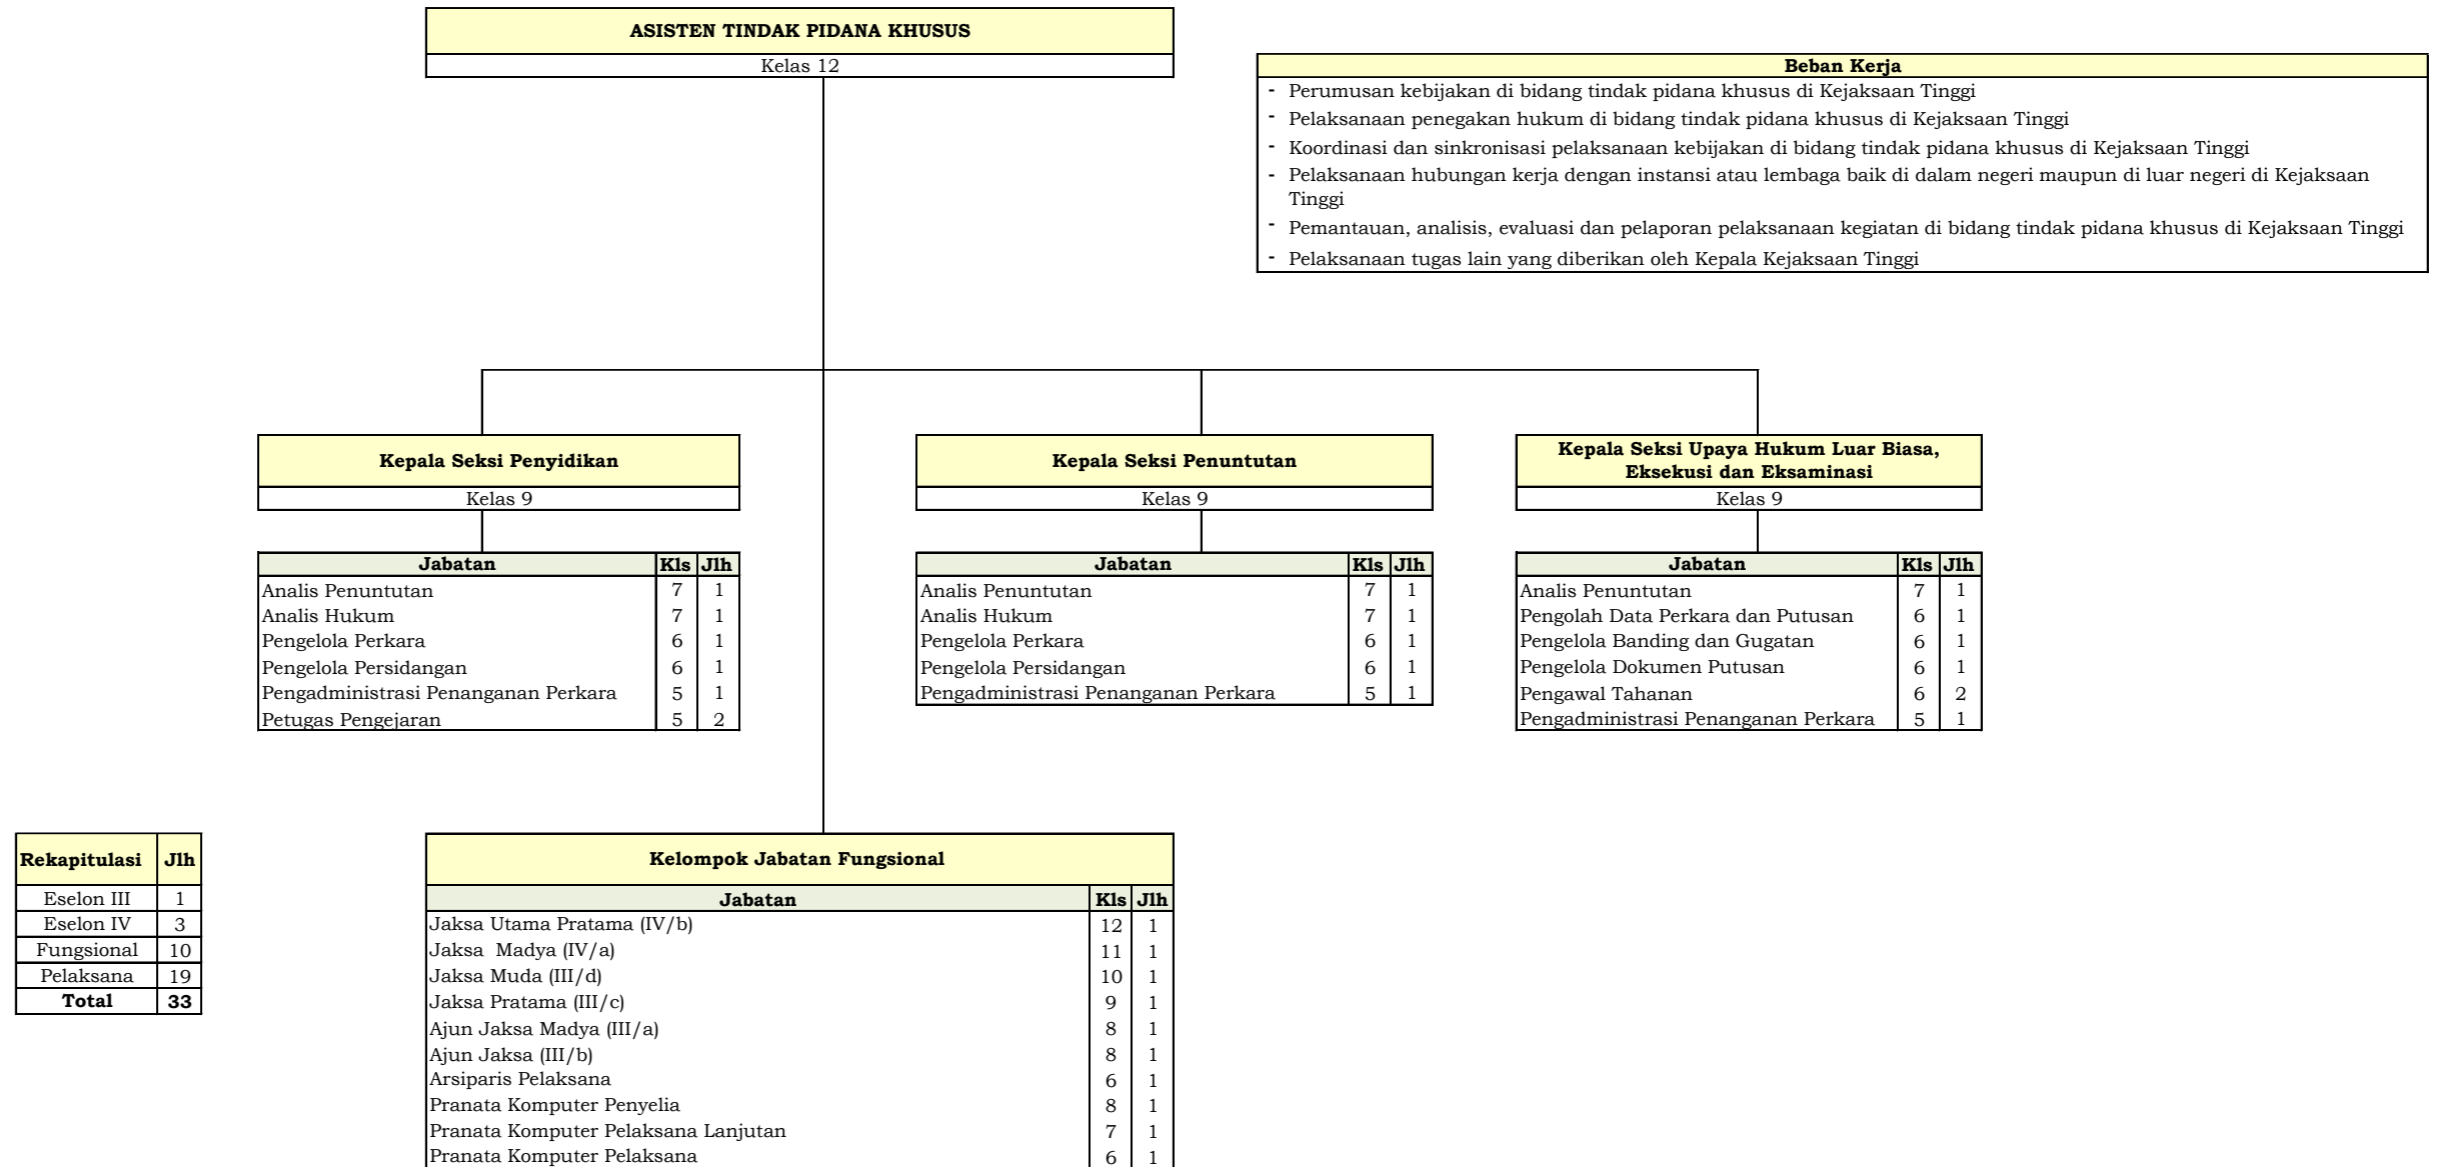 ASISTEN TINDAK PIDANA KHUSUS
Kelas 12
Beban Kerja
- Perumusan kebijakan di bidang tindak pidana khusus di Kejaksaan Tinggi
- Pelaksanaan penegakan hukum di bidang tindak pidana khusus di Kejaksaan Tinggi
- Koordinasi dan sinkronisasi pelaksanaan kebijakan di bidang tindak pidana khusus di Kejaksaan Tinggi
- Pelaksanaan hubungan kerja dengan instansi atau lembaga baik di dalam negeri maupun di luar negeri di Kejaksaan
Tinggi
- Pemantauan, analisis, evaluasi dan pelaporan pelaksanaan kegiatan di bidang tindak pidana khusus di Kejaksaan Tinggi
- Pelaksanaan tugas lain yang diberikan oleh Kepala Kejaksaan Tinggi
Kepala Seksi Penyidikan
Kelas 9
Jabatan Kls Jlh
Analis Penuntutan 7 1
Analis Hukum 7 1
Pengelola Perkara 6 1
Pengelola Persidangan 6 1
Pengadministrasi Penanganan Perkara 5 1
Petugas Pengejaran 5 2
Kepala Seksi Penuntutan
Kelas 9
Jabatan Kls Jlh
Analis Penuntutan 7 1
Analis Hukum 7 1
Pengelola Perkara 6 1
Pengelola Persidangan 6 1
Pengadministrasi Penanganan Perkara 5 1
Kepala Seksi Upaya Hukum Luar Biasa,
Eksekusi dan Eksaminasi
Kelas 9
Jabatan Kls Jlh
Analis Penuntutan 7 1
Pengolah Data Perkara dan Putusan 6 1
Pengelola Banding dan Gugatan 6 1
Pengelola Dokumen Putusan 6 1
Pengawal Tahanan 6 2
Pengadministrasi Penanganan Perkara 5 1
Rekapitulasi Jlh
Eselon III 1
Eselon IV 3
Fungsional 10
Pelaksana 19
Total 33
Kelompok Jabatan Fungsional
Jabatan Kls Jlh
Jaksa Utama Pratama (IV/b) 12 1
Jaksa  Madya (IV/a) 11 1
Jaksa Muda (III/d) 10 1
Jaksa Pratama (III/c) 9 1
Ajun Jaksa Madya (III/a) 8 1
Ajun Jaksa (III/b) 8 1
Arsiparis Pelaksana 6 1
Pranata Komputer Penyelia 8 1
Pranata Komputer Pelaksana Lanjutan 7 1
Pranata Komputer Pelaksana 6 1